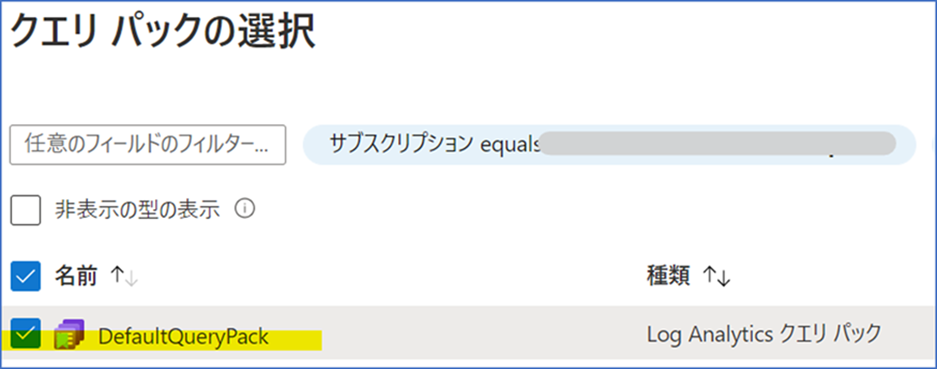 クエリ パックの選択
任意のフィールドのフィルター... サブスクリプション equals
非表示の型の表示
名前 ↑↓ 種類 ↑↓
DefaultQueryPack Log Analytics クエリ パック